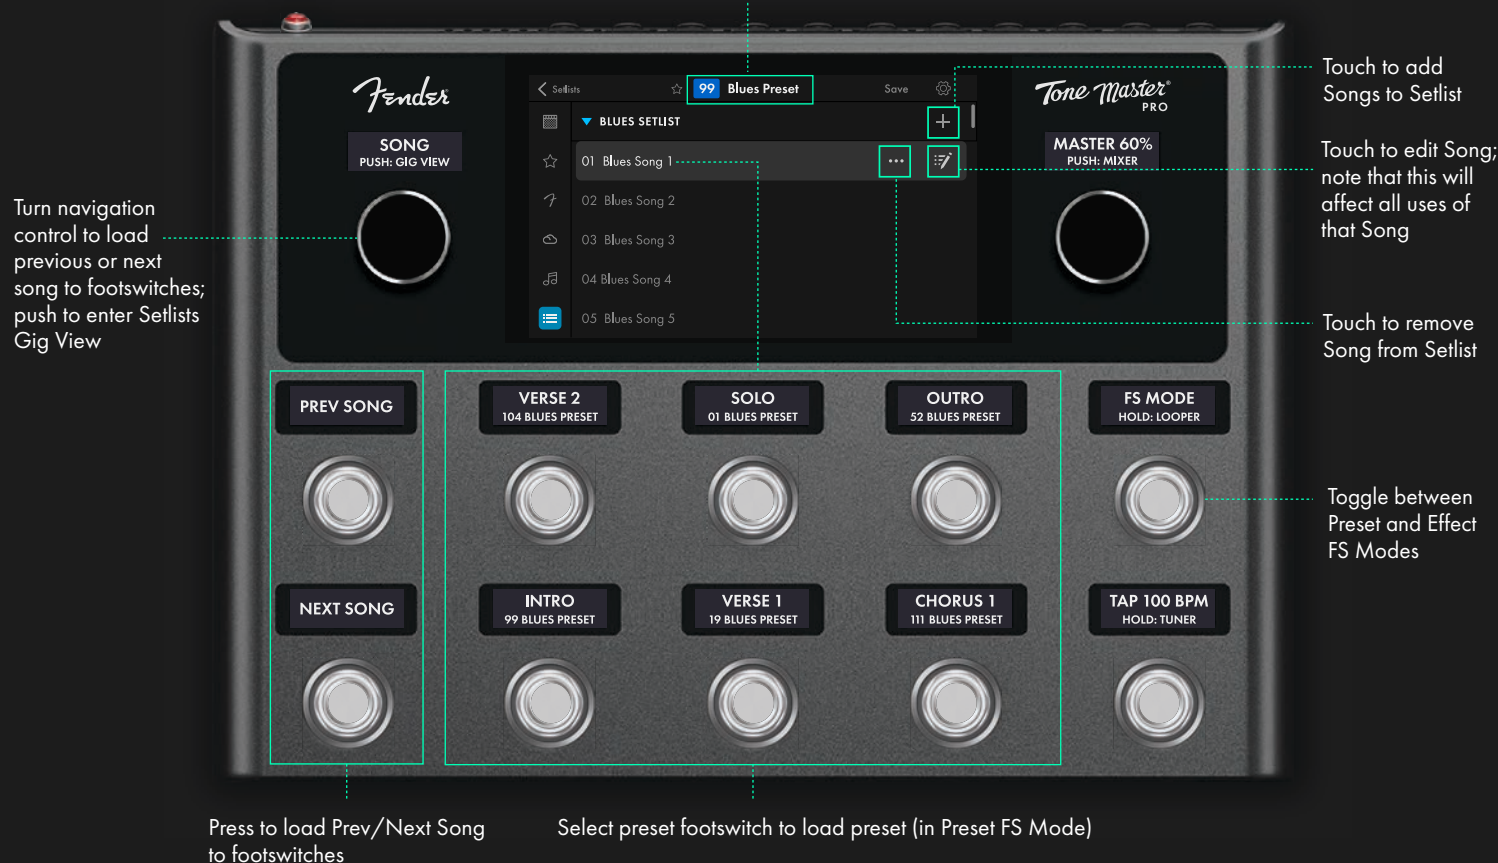 Fender
Setlists
99 Blues Preset
Save
Tone Master®
PRO
Touch to add
Songs to Setlist
SONG
PUSH: GIG VIEW
BLUES SETLIST
MASTER 60%
PUSH: MIXER
01 Blues Song 1
Touch to edit Song;
note that this will
affect all uses of
that Song
02 Blues Song 2
03 Blues Song 3
04 Blues Song 4
05 Blues Song 5
Turn navigation
control to load
previous or next
song to footswitches;
push to enter Setlists
Gig View
Touch to remove
Song from Setlist
PREV SONG
VERSE 2
104 BLUES PRESET
SOLO
01 BLUES PRESET
OUTRO
52 BLUES PRESET
FS MODE
HOLD: LOOPER
Toggle between
Preset and Effect
FS Modes
NEXT SONG
INTRO
99 BLUES PRESET
VERSE 1
19 BLUES PRESET
CHORUS 1
111 BLUES PRESET
TAP 100 BPM
HOLD: TUNER
Press to load Prev/Next Song
to footswitches
Select preset footswitch to load preset (in Preset FS Mode)